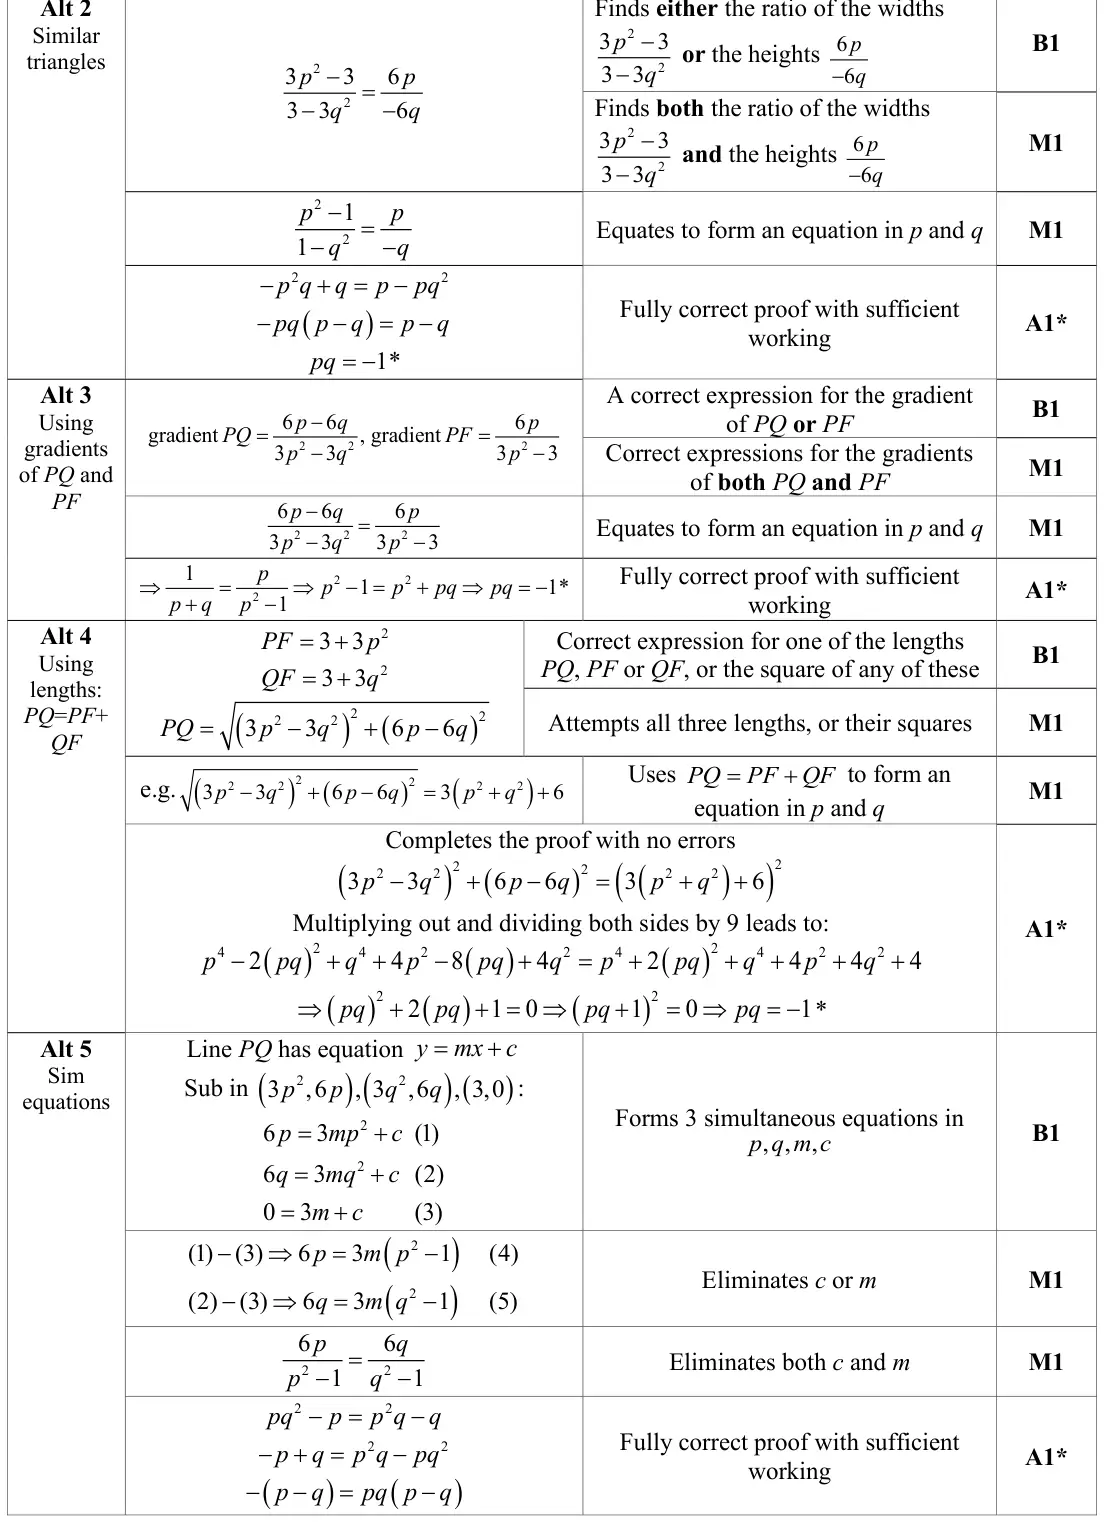 Alt 2
Similar
triangles
(3p² − 3)/(3 − 3q²) = 6p/(−6q)
Finds either the ratio of the widths
(3p² − 3)/(3 − 3q²) or the heights 6p/(−6q)
B1
Finds both the ratio of the widths
(3p² − 3)/(3 − 3q²) and the heights 6p/(−6q)
M1
(p² − 1)/(1 − q²) = p/(−q)
Equates to form an equation in p and q
M1
−p²q + q = p − pq²
−pq(p − q) = p − q
pq = −1*
Fully correct proof with sufficient
working
A1*
Alt 3
Using
gradients
of PQ and
PF
gradient PQ = (6p − 6q)/(3p² − 3q²), gradient PF = 6p/(3p² − 3)
A correct expression for the gradient
of PQ or PF
B1
Correct expressions for the gradients
of both PQ and PF
M1
(6p − 6q)/(3p² − 3q²) = 6p/(3p² − 3)
Equates to form an equation in p and q
M1
⇒ 1/(p + q) = p/(p² − 1) ⇒ p² − 1 = p² + pq ⇒ pq = −1*
Fully correct proof with sufficient
working
A1*
Alt 4
Using
lengths:
PQ=PF+
QF
PF = 3 + 3p²
QF = 3 + 3q²
PQ = √((3p² − 3q²)² + (6p − 6q)²)
Correct expression for one of the lengths
PQ, PF or QF, or the square of any of these
B1
Attempts all three lengths, or their squares
M1
e.g. √((3p² − 3q²)² + (6p − 6q)²) = 3(p² + q²) + 6
Uses PQ = PF + QF to form an
equation in p and q
M1
Completes the proof with no errors
(3p² − 3q²)² + (6p − 6q)² = (3(p² + q²) + 6)²
Multiplying out and dividing both sides by 9 leads to:
p⁴ − 2(pq)² + q⁴ + 4p² − 8(pq) + 4q² = p⁴ + 2(pq)² + q⁴ + 4p² + 4q² + 4
⇒ (pq)² + 2(pq) + 1 = 0 ⇒ (pq + 1)² = 0 ⇒ pq = −1*
A1*
Alt 5
Sim
equations
Line PQ has equation y = mx + c
Sub in (3p², 6p), (3q², 6q), (3, 0):
6p = 3mp² + c (1)
6q = 3mq² + c (2)
0 = 3m + c (3)
Forms 3 simultaneous equations in
p, q, m, c
B1
(1) − (3) ⇒ 6p = 3m(p² − 1) (4)
(2) − (3) ⇒ 6q = 3m(q² − 1) (5)
Eliminates c or m
M1
6p/(p² − 1) = 6q/(q² − 1)
Eliminates both c and m
M1
pq² − p = p²q − q
−p + q = p²q − pq²
−(p − q) = pq(p − q)
Fully correct proof with sufficient
working
A1*